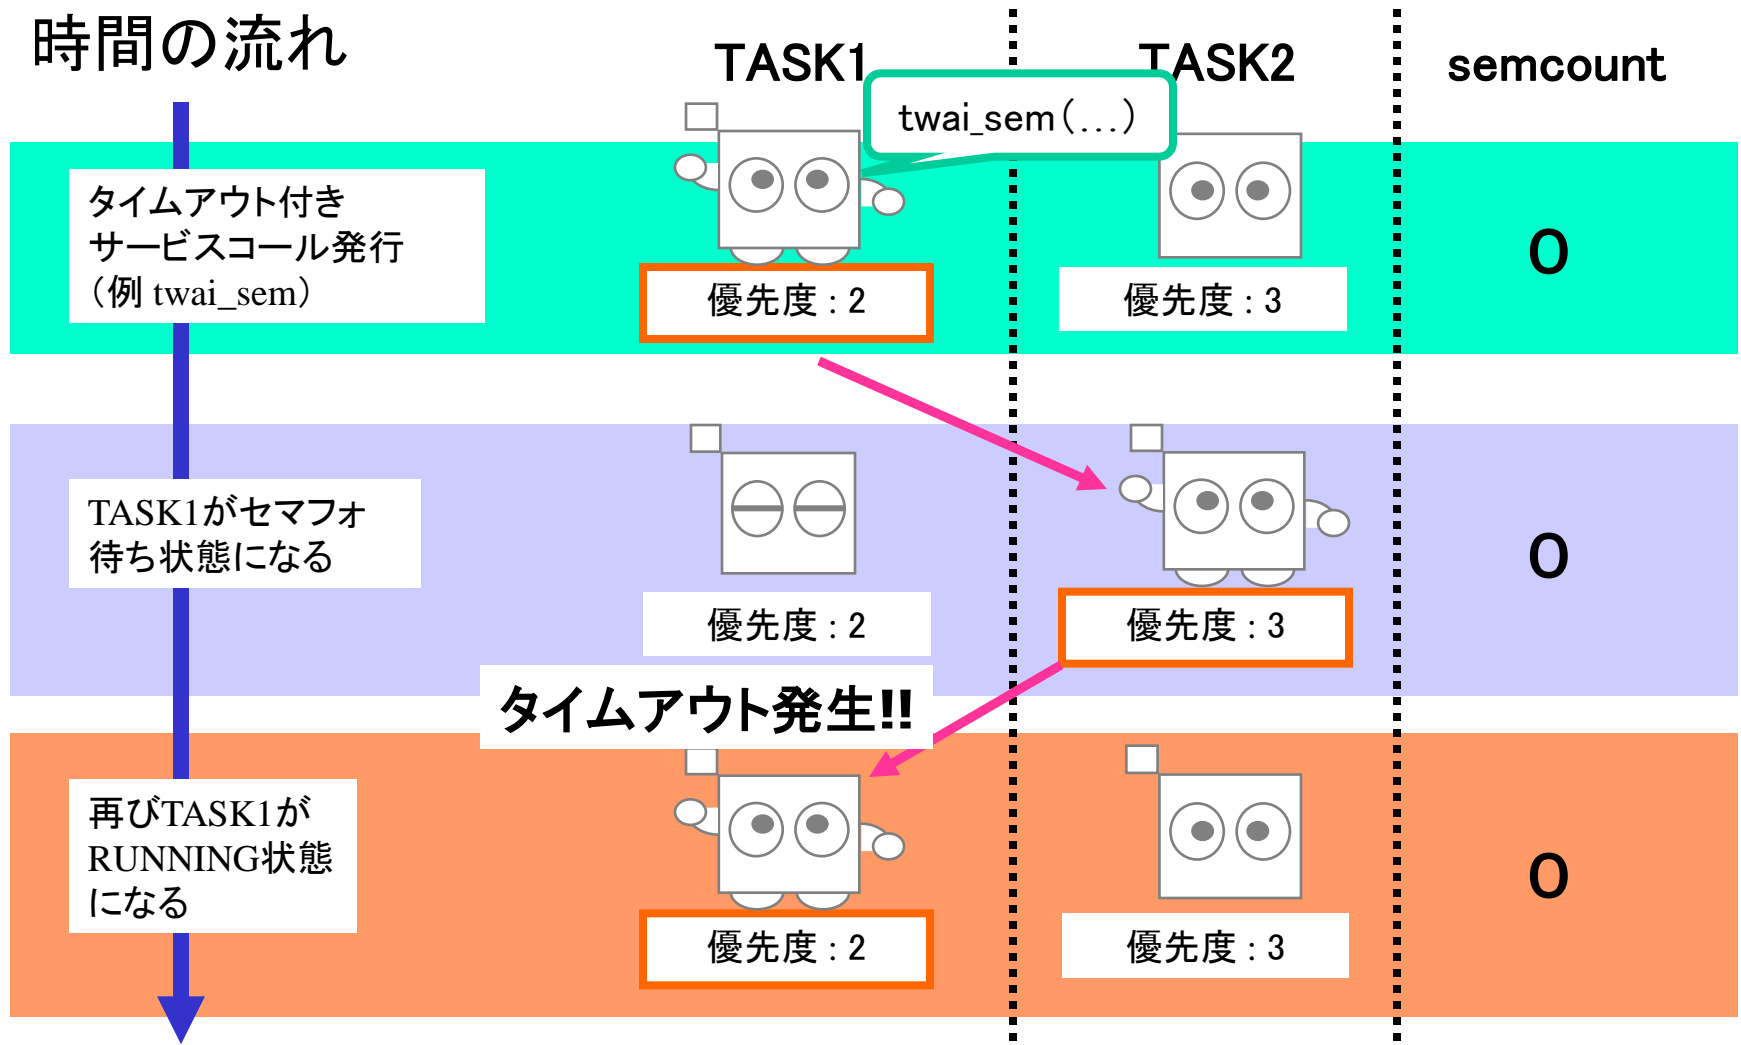 時間の流れ
TASK1
TASK2
semcount
twai_sem(...)
タイムアウト付き
サービスコール発行
(例 twai_sem)
優先度 : 2
優先度 : 3
0
TASK1がセマフォ
待ち状態になる
優先度 : 2
優先度 : 3
0
タイムアウト発生!!
再びTASK1が
RUNNING状態
になる
優先度 : 2
優先度 : 3
0